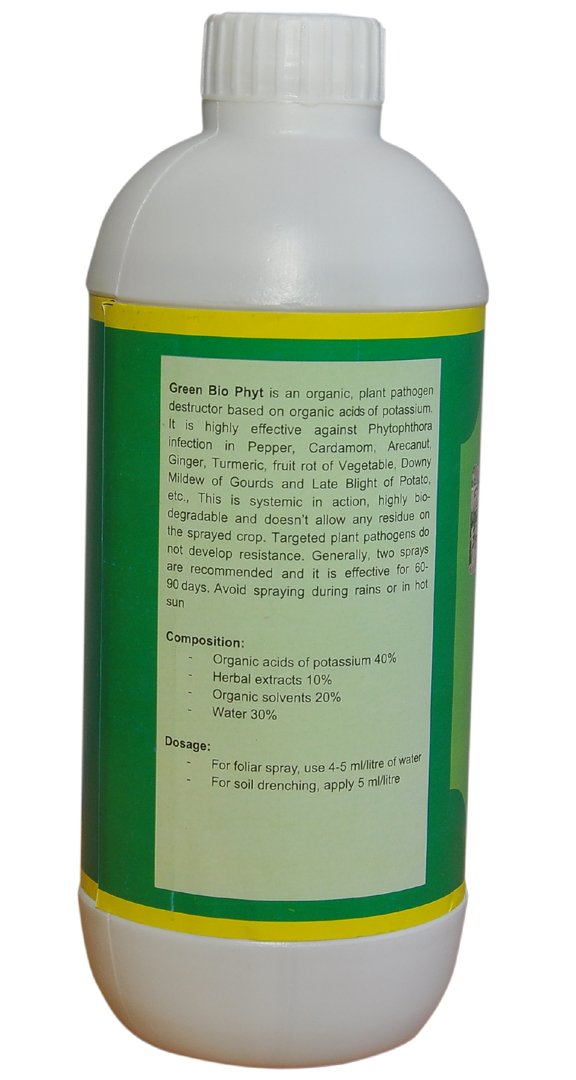 Green Bio Phyt is an organic, plant pathogen
destructor based on organic acids of potassium.
It is highly effective against Phytophthora
infection in Pepper, Cardamom, Arecanut,
Ginger, Turmeric, fruit rot of Vegetable, Downy
Mildew of Gourds and Late Blight of Potato,
etc., This is systemic in action, highly bio-
degradable and doesn't allow any residue on
the sprayed crop. Targeted plant pathogens do
not develop resistance. Generally, two sprays
are recommended and it is effective for 60-
90 days. Avoid spraying during rains or in hot
sun
Composition:
- Organic acids of potassium 40%
- Herbal extracts 10%
- Organic solvents 20%
- Water 30%
Dosage:
- For foliar spray, use 4-5 ml/litre of water
- For soil drenching, apply 5 ml/litre